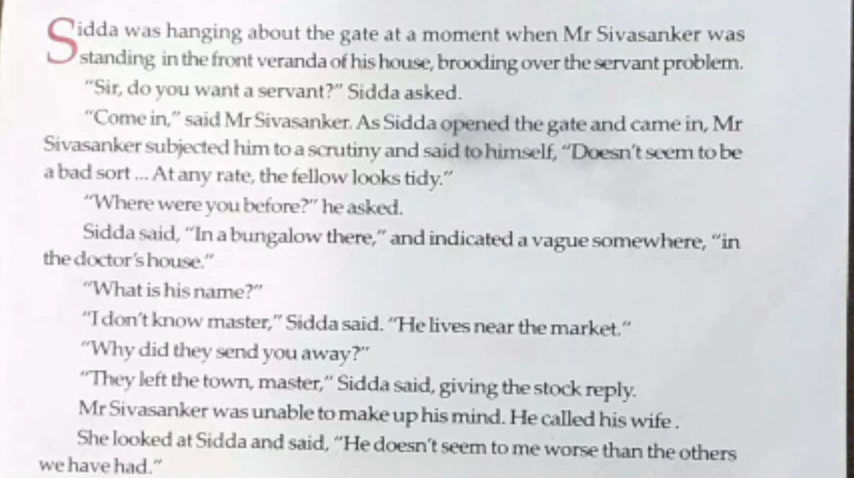 Sidda was hanging about the gate at a moment when Mr Sivasanker was
standing in the front veranda of his house, brooding over the servant problem.
“Sir, do you want a servant?” Sidda asked.
“Come in,” said Mr Sivasanker. As Sidda opened the gate and came in, Mr
Sivasanker subjected him to a scrutiny and said to himself, “Doesn’t seem to be
a bad sort ... At any rate, the fellow looks tidy.”
“Where were you before?” he asked.
Sidda said, “In a bungalow there,” and indicated a vague somewhere, “in
the doctor’s house.”
“What is his name?”
“I don’t know master,” Sidda said. “He lives near the market.”
“Why did they send you away?”
“They left the town, master,” Sidda said, giving the stock reply.
Mr Sivasanker was unable to make up his mind. He called his wife .
She looked at Sidda and said, “He doesn’t seem to me worse than the others
we have had.”